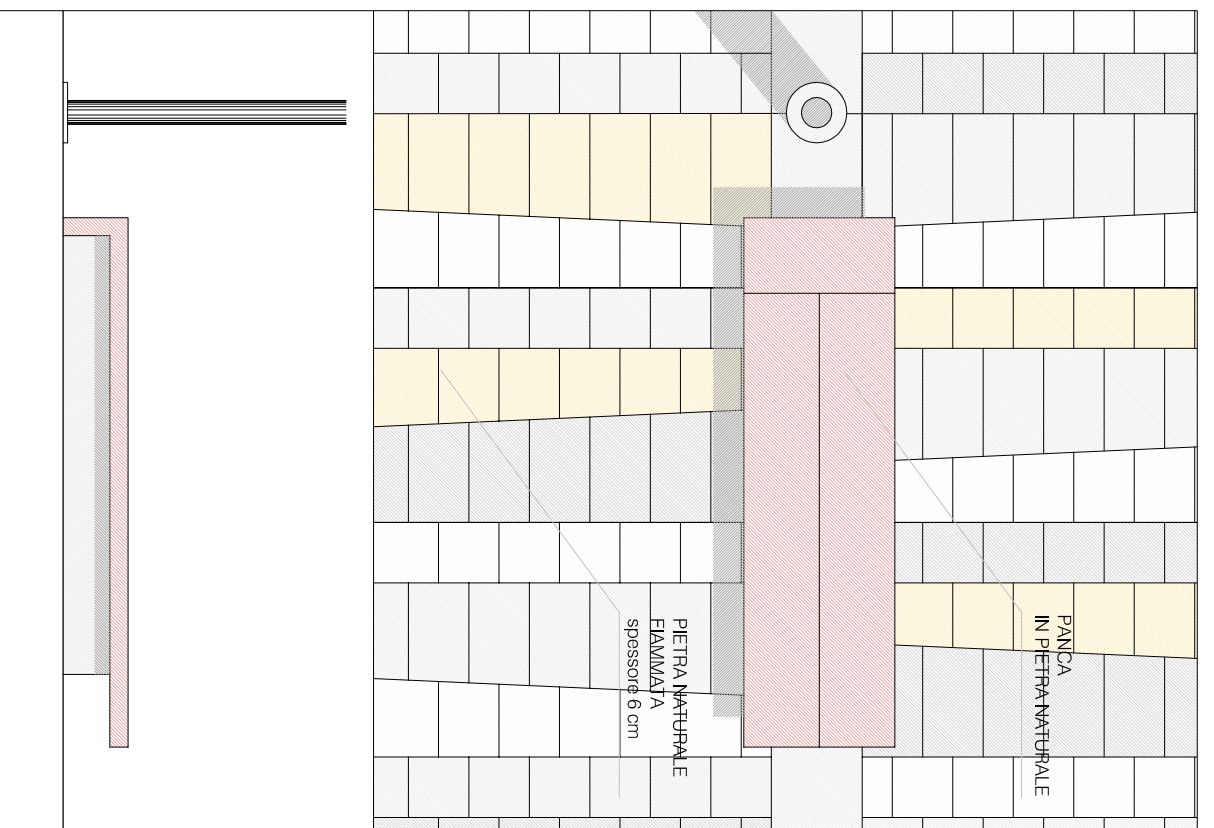 PANCA
IN PIETRA NATURALE
PIETRA NATURALE
FIAMMATA
spessore 6 cm